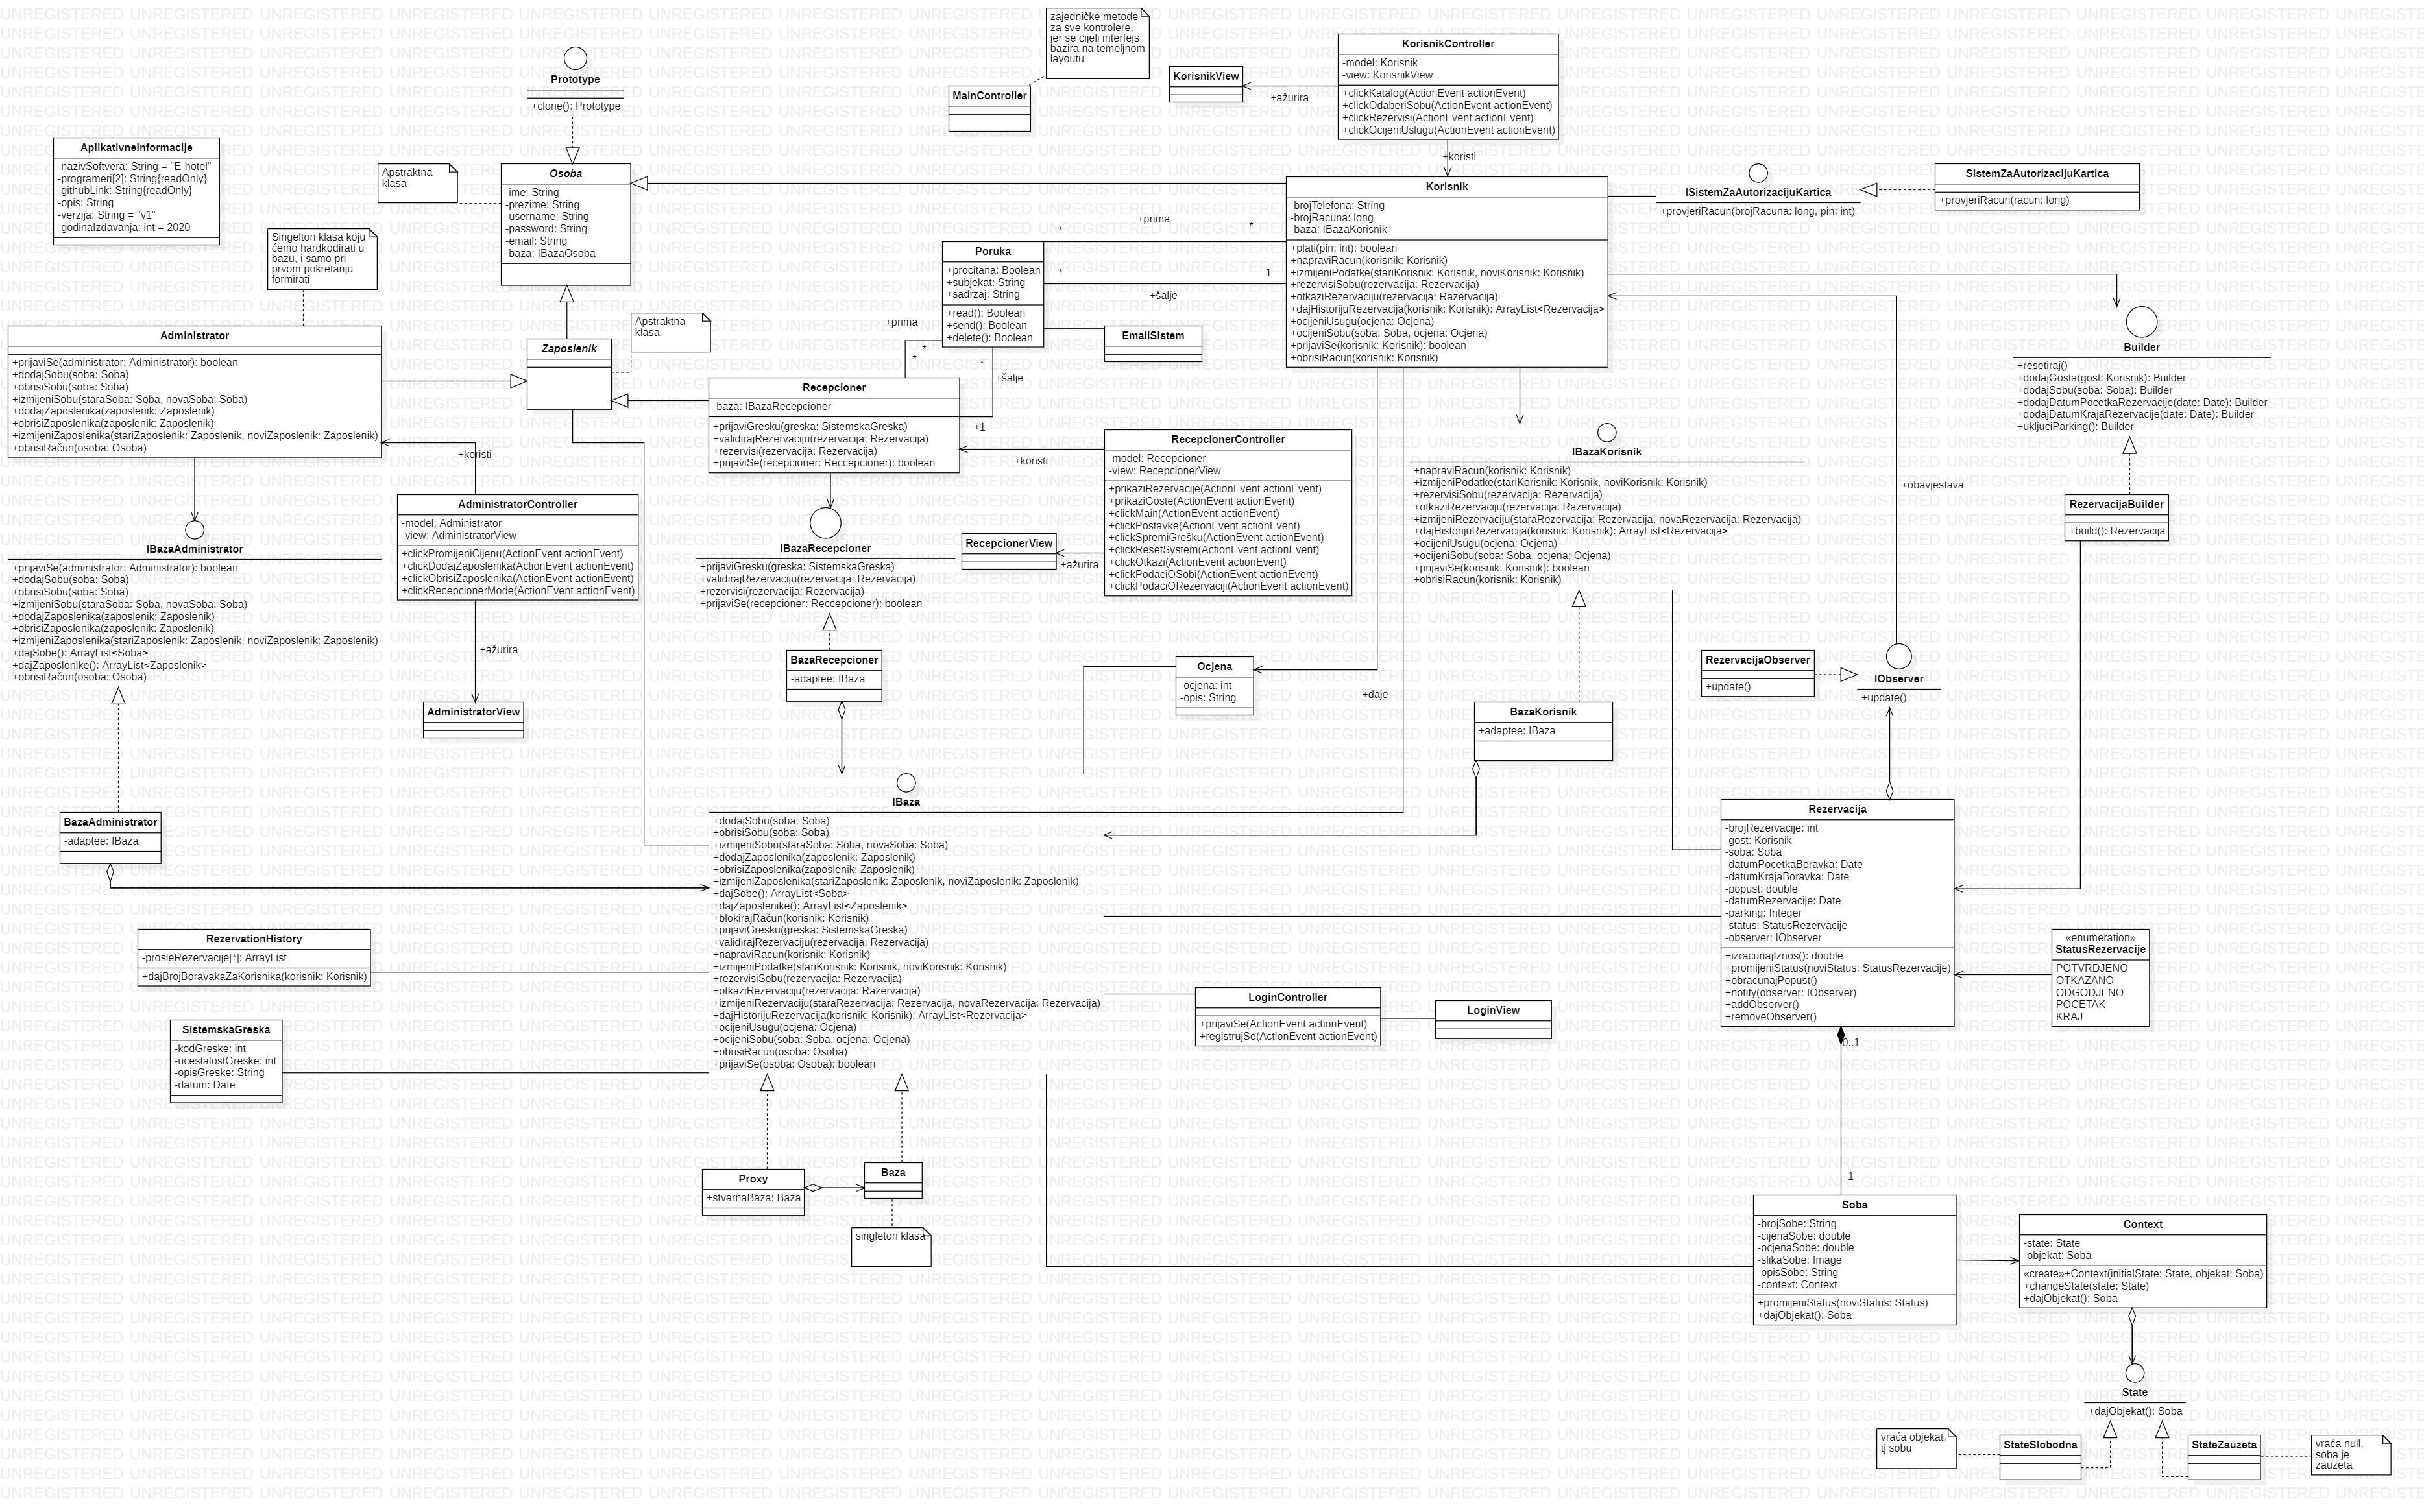 UNREGISTERED
zajedničke metode
za sve kontrolere,
jer se cijeli interfejs
bazira na temeljnom
layoutu
MainController
KorisnikView
+ažurira
KorisnikController
-model: Korisnik
-view: KorisnikView
+clickKatalog(ActionEvent actionEvent)
+clickOdaberiSobu(ActionEvent actionEvent)
+clickRezervisi(ActionEvent actionEvent)
+clickOcijeniUslugu(ActionEvent actionEvent)
+koristi
Prototype
+clone(): Prototype
AplikativneInformacije
-nazivSoftvera: String = "E-hotel"
-programeri[2]: String{readOnly}
-githubLink: String{readOnly}
-opis: String
-verzija: String = "v1"
-godinaIzdavanja: int = 2020
Apstraktna
klasa
Osoba
-ime: String
-prezime: String
-username: String
-password: String
-email: String
-baza: IBazaOsoba
Singelton klasa koju
ćemo hardkodirati u
bazu, i samo pri
prvom pokretanju
formirati
Korisnik
-brojTelefona: String
-brojRacuna: long
-baza: IBazaKorisnik
+plati(pin: int): boolean
+napraviRacun(korisnik: Korisnik)
+izmijeniPodatke(stariKorisnik: Korisnik, noviKorisnik: Korisnik)
+rezervisiSobu(rezervacija: Rezervacija)
+otkaziRezervaciju(rezervacija: Razervacija)
+dajHistorijuRezervacija(korisnik: Korisnik): ArrayList<Rezervacija>
+ocijeniUsugu(ocjena: Ocjena)
+ocijeniSobu(soba: Soba, ocjena: Ocjena)
+prijaviSe(korisnik: Korisnik): boolean
+obrisiRacun(korisnik: Korisnik)
ISistemZaAutorizacijuKartica
+provjeriRacun(brojRacuna: long, pin: int)
SistemZaAutorizacijuKartica
+provjeriRacun(racun: long)
+prima
*
*
Poruka
+procitana: Boolean
+subjekat: String
+sadrzaj: String
+read(): Boolean
+send(): Boolean
+delete(): Boolean
*
1
+šalje
EmailSistem
+prima
*
*
*
+šalje
+1
Administrator
+prijaviSe(administrator: Administrator): boolean
+dodajSobu(soba: Soba)
+obrisiSobu(soba: Soba)
+izmijeniSobu(staraSoba: Soba, novaSoba: Soba)
+dodajZaposlenika(zaposlenik: Zaposlenik)
+obrisiZaposlenika(zaposlenik: Zaposlenik)
+izmijeniZaposlenika(stariZaposlenik: Zaposlenik, noviZaposlenik: Zaposlenik)
+obrisiRačun(osoba: Osoba)
Zaposlenik
Apstraktna
klasa
Recepcioner
-baza: IBazaRecepcioner
+prijaviGresku(greska: SistemskaGreska)
+validirajRezervaciju(rezervacija: Rezervacija)
+rezervisi(rezervacija: Rezervacija)
+prijaviSe(recepcioner: Reccepcioner): boolean
Builder
+resetiraj()
+dodajGosta(gost: Korisnik): Builder
+dodajSobu(soba: Soba): Builder
+dodajDatumPocetkaRezervacije(date: Date): Builder
+dodajDatumKrajaRezervacije(date: Date): Builder
+ukljuciParking(): Builder
+koristi
+koristi
RecepcionerController
-model: Recepioner
-view: RecepcionerView
+prikaziRezervacije(ActionEvent actionEvent)
+prikaziGoste(ActionEvent actionEvent)
+clickMain(ActionEvent actionEvent)
+clickPostavke(ActionEvent actionEvent)
+clickSpremiGrešku(ActionEvent actionEvent)
+clickResetSystem(ActionEvent actionEvent)
+clickOtkazi(ActionEvent actionEvent)
+clickPodaciOSobi(ActionEvent actionEvent)
+clickPodaciORezervaciji(ActionEvent actionEvent)
RecepcionerView
+ažurira
IBazaKorisnik
+napraviRacun(korisnik: Korisnik)
+izmijeniPodatke(stariKorisnik: Korisnik, noviKorisnik: Korisnik)
+rezervisiSobu(rezervacija: Rezervacija)
+otkaziRezervaciju(rezervacija: Razervacija)
+izmijeniRezervaciju(staraRezervacija: Rezervacija, novaRezervacija: Rezervacija)
+dajHistorijuRezervacija(korisnik: Korisnik): ArrayList<Rezervacija>
+ocijeniUsugu(ocjena: Ocjena)
+ocijeniSobu(soba: Soba, ocjena: Ocjena)
+prijaviSe(korisnik: Korisnik): boolean
+obrisiRacun(korisnik: Korisnik)
+obavjestava
RezervacijaBuilder
+build(): Rezervacija
AdministratorController
-model: Administrator
-view: AdministratorView
+clickPromijeniCijenu(ActionEvent actionEvent)
+clickDodajZaposlenika(ActionEvent actionEvent)
+clickObrisiZaposlenika(ActionEvent actionEvent)
+clickRecepcionerMode(ActionEvent actionEvent)
IBazaAdministrator
+prijaviSe(administrator: Administrator): boolean
+dodajSobu(soba: Soba)
+obrisiSobu(soba: Soba)
+izmijeniSobu(staraSoba: Soba, novaSoba: Soba)
+dodajZaposlenika(zaposlenik: Zaposlenik)
+obrisiZaposlenika(zaposlenik: Zaposlenik)
+izmijeniZaposlenika(stariZaposlenik: Zaposlenik, noviZaposlenik: Zaposlenik)
+dajSobe(): ArrayList<Soba>
+dajZaposlenike(): ArrayList<Zaposlenik>
+obrisiRačun(osoba: Osoba)
IBazaRecepcioner
+prijaviGresku(greska: SistemskaGreska)
+validirajRezervaciju(rezervacija: Rezervacija)
+rezervisi(rezervacija: Rezervacija)
+prijaviSe(recepcioner: Reccepcioner): boolean
+ažurira
AdministratorView
BazaRecepcioner
-adaptee: IBaza
Ocjena
-ocjena: int
-opis: String
+daje
BazaKorisnik
+adaptee: IBaza
RezervacijaObserver
+update()
IObserver
+update()
BazaAdministrator
-adaptee: IBaza
IBaza
+dodajSobu(soba: Soba)
+obrisiSobu(soba: Soba)
+izmijeniSobu(staraSoba: Soba, novaSoba: Soba)
+dodajZaposlenika(zaposlenik: Zaposlenik)
+obrisiZaposlenika(zaposlenik: Zaposlenik)
+izmijeniZaposlenika(stariZaposlenik: Zaposlenik, noviZaposlenik: Zaposlenik)
+dajSobe(): ArrayList<Soba>
+dajZaposlenike(): ArrayList<Zaposlenik>
+blokirajRačun(korisnik: Korisnik)
+prijaviGresku(greska: SistemskaGreska)
+validirajRezervaciju(rezervacija: Rezervacija)
+napraviRacun(korisnik: Korisnik)
+izmijeniPodatke(stariKorisnik: Korisnik, noviKorisnik: Korisnik)
+rezervisiSobu(rezervacija: Rezervacija)
+otkaziRezervaciju(rezervacija: Razervacija)
+izmijeniRezervaciju(staraRezervacija: Rezervacija, novaRezervacija: Rezervacija)
+dajHistorijuRezervacija(korisnik: Korisnik): ArrayList<Rezervacija>
+ocijeniUsugu(ocjena: Ocjena)
+ocijeniSobu(soba: Soba, ocjena: Ocjena)
+obrisiRacun(osoba: Osoba)
+prijaviSe(osoba: Osoba): boolean
Rezervacija
-brojRezervacije: int
-gost: Korisnik
-soba: Soba
-datumPocetkaBoravka: Date
-datumKrajaBoravka: Date
-popust: double
-datumRezervacije: Date
-parking: Integer
-status: StatusRezervacije
-observer: IObserver
+izracunajIznos(): double
+promijeniStatus(noviStatus: StatusRezervacije)
+obracunajPopust()
+notify(observer: IObserver)
+addObserver()
+removeObserver()
«enumeration»
StatusRezervacije
POTVRDJENO
OTKAZANO
ODGODJENO
POCETAK
KRAJ
RezervationHistory
-prosleRezervacije[*]: ArrayList
+dajBrojBoravakaZaKorisnika(korisnik: Korisnik)
LoginController
+prijaviSe(ActionEvent actionEvent)
+registrujSe(ActionEvent actionEvent)
LoginView
SistemskaGreska
-kodGreske: int
-ucestalostGreske: int
-opisGreske: String
-datum: Date
0..1
1
Proxy
+stvarnaBaza: Baza
Baza
singleton klasa
Soba
-brojSobe: String
-cijenaSobe: double
-ocjenaSobe: double
-slikaSobe: Image
-opisSobe: String
-context: Context
+promijeniStatus(noviStatus: Status)
+dajObjekat(): Soba
Context
-state: State
-objekat: Soba
«create»+Context(initialState: State, objekat: Soba)
+changeState(state: State)
+dajObjekat(): Soba
State
+dajObjekat(): Soba
vraća objekat,
tj sobu
StateSlobodna
StateZauzeta
vraća null,
soba je
zauzeta